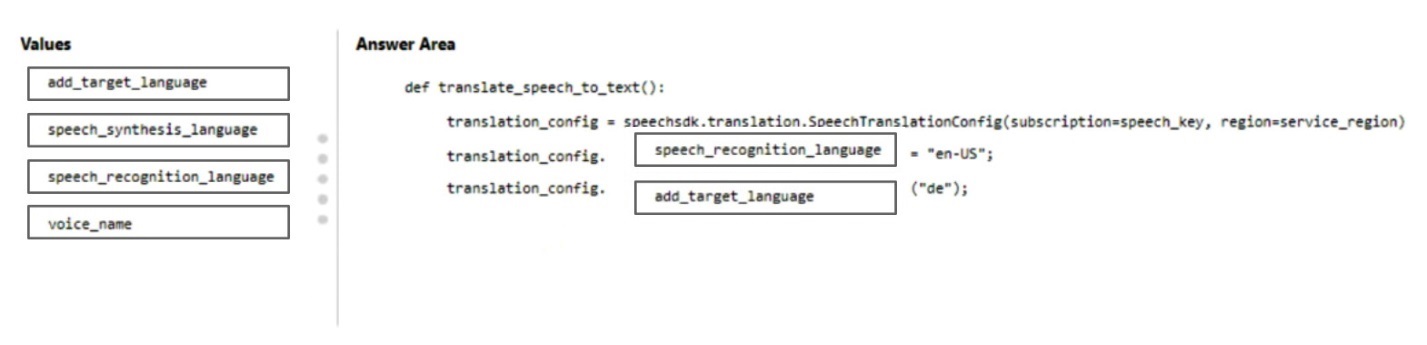 Values
add_target_language
speech_synthesis_language
speech_recognition_language
voice_name
Answer Area
def translate_speech_to_text():
translation_config = speechsdk.translation.SpeechTranslationConfig(subscription=speech_key, region=service_region)
translation_config. speech_recognition_language = "en-US";
translation_config. add_target_language ("de");